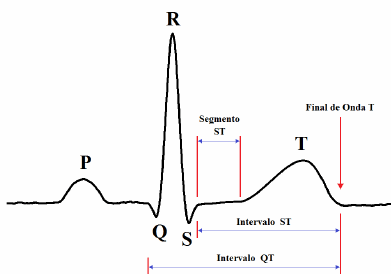 R
Segmento
ST
Final de Onda T
P
T
Q
S
Intervalo ST
Intervalo QT